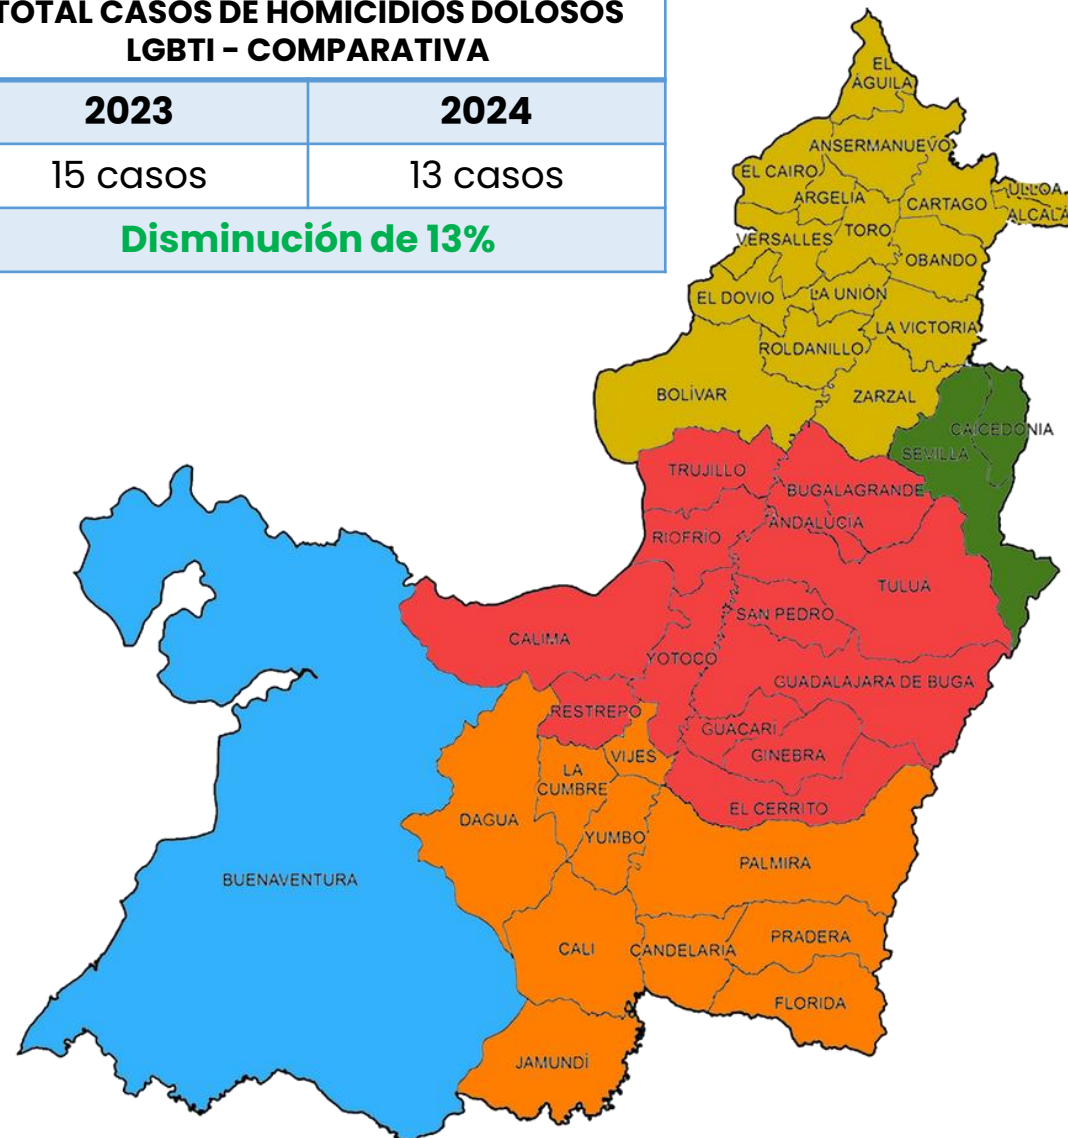 TOTAL CASOS DE HOMICIDIOS DOLOSOS
LGBTI - COMPARATIVA
2023 2024
15 casos 13 casos
Disminución de 13%
EL
ÁGUILA
ANSERMANUEVO
EL CAIRO
ARGELIA
CARTAGO
ULLOA
ALCALÁ
VERSALLES
TORO
OBANDO
EL DOVIO
LA UNIÓN
LA VICTORIA
ROLDANILLO
BOLÍVAR
ZARZAL
CAICEDONIA
SEVILLA
TRUJILLO
BUGALAGRANDE
ANDALUCÍA
RIOFRÍO
TULUA
SAN PEDRO
CALIMA
YOTOCO
GUADALAJARA DE BUGA
RESTREPO
GUACARÍ
GINEBRA
VIJES
LA
CUMBRE
EL CERRITO
DAGUA
YUMBO
PALMIRA
BUENAVENTURA
CALI
CANDELARIA
PRADERA
FLORIDA
JAMUNDÍ